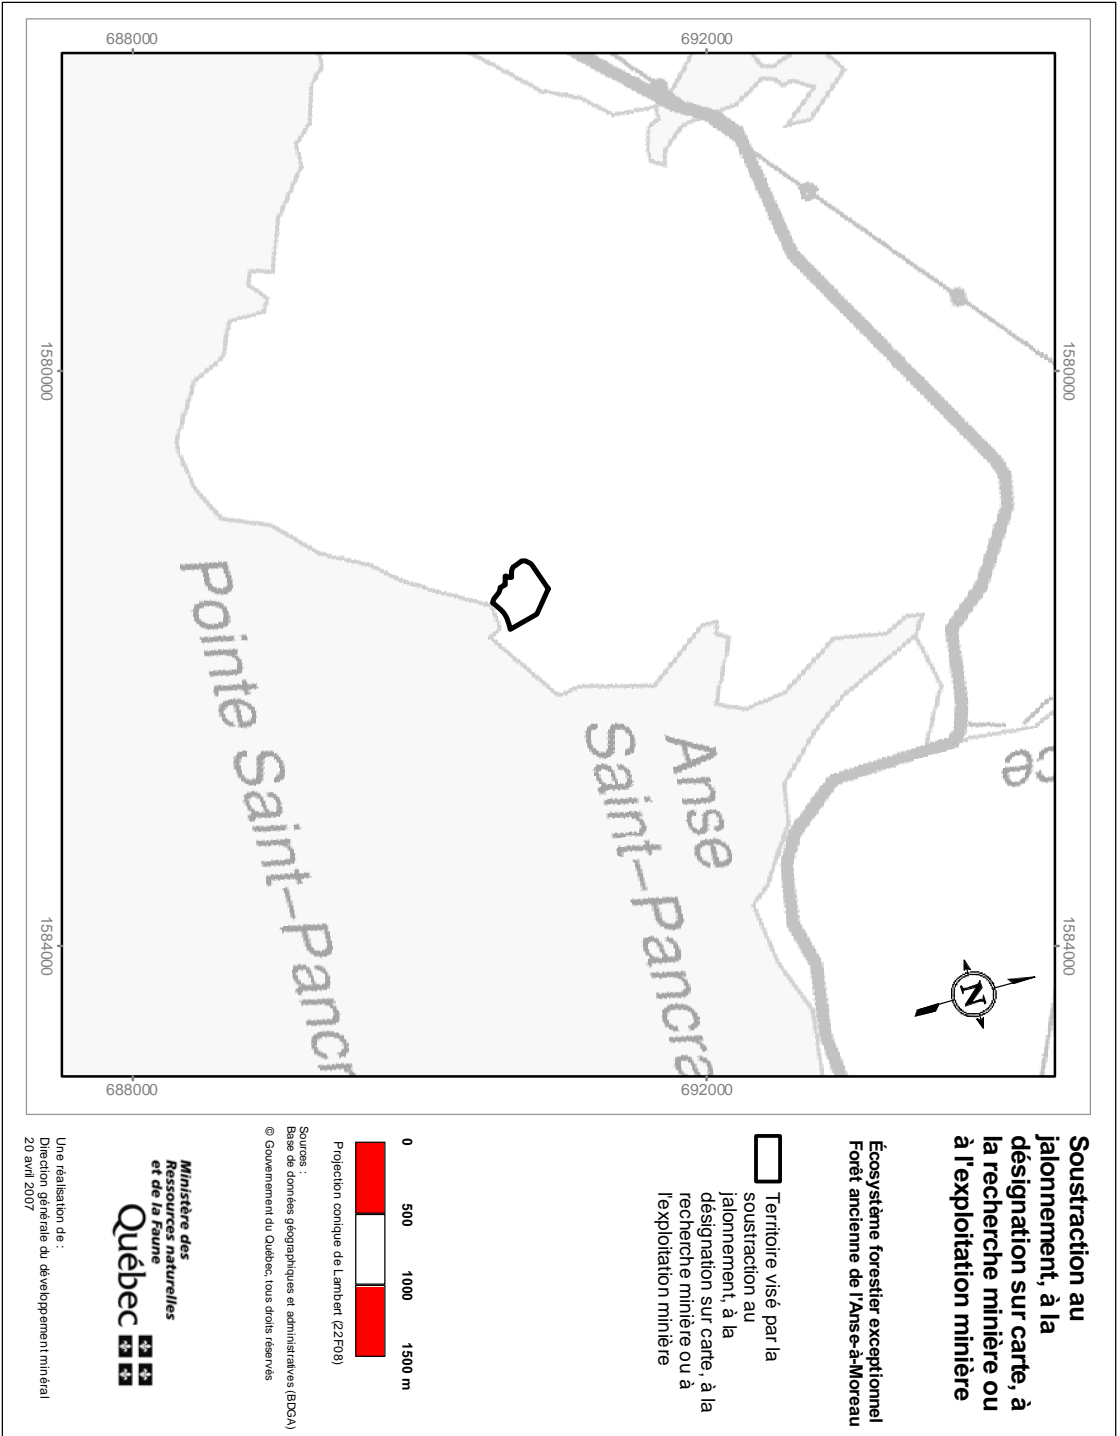 Soustraction au
jalonnement, à la
désignation sur carte, à
la recherche minière ou
à l'exploitation minière
Écosystème forestier exceptionnel
Forêt ancienne de l'Anse-à-Moreau
Territoire visé par la
soustraction au
jalonnement, à la
désignation sur carte, à la
recherche minière ou à
l'exploitation minière
0 500 1000 1500 m
Projection conique de Lambert (22F08)
Sources :
Base de données géographiques et administratives (BDGA)
© Gouvernement du Québec, tous droits réservés
Ministère des
Ressources naturelles
et de la Faune
Québec
Une réalisation de :
Direction générale du développement minéral
20 avril 2007
1580000
1584000
688000
692000
688000
692000
1580000
1584000
N
Anse
Saint-Pancra
Pointe Saint-Pancr